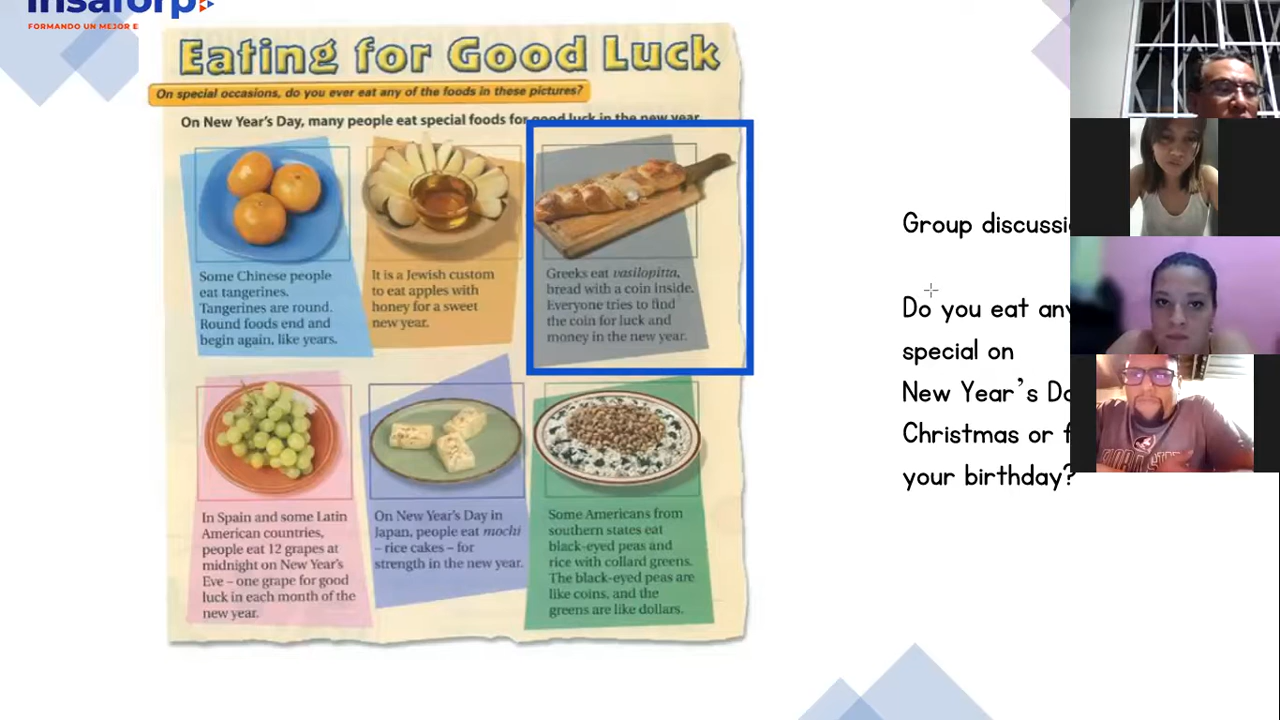 insaforp
FORMANDO UN MEJOR E
Eating for Good Luck
On special occasions, do you ever eat any of the foods in these pictures?
On New Year's Day, many people eat special foods for good luck in the new year.
Some Chinese people
eat tangerines.
Tangerines are round.
Round foods end and
begin again, like years.
It is a Jewish custom
to eat apples with
honey for a sweet
new year.
Greeks eat vasilopitta,
bread with a coin inside.
Everyone tries to find
the coin for luck and
money in the new year.
In Spain and some Latin
American countries,
people eat 12 grapes at
midnight on New Year's
Eve – one grape for good
luck in each month of the
new year.
On New Year's Day in
Japan, people eat mochi
– rice cakes – for
strength in the new year.
Some Americans from
southern states eat
black-eyed peas and
rice with collard greens.
The black-eyed peas are
like coins, and the
greens are like dollars.
Group discussi
Do you eat any
special on
New Year's Da
Christmas or f
your birthday?